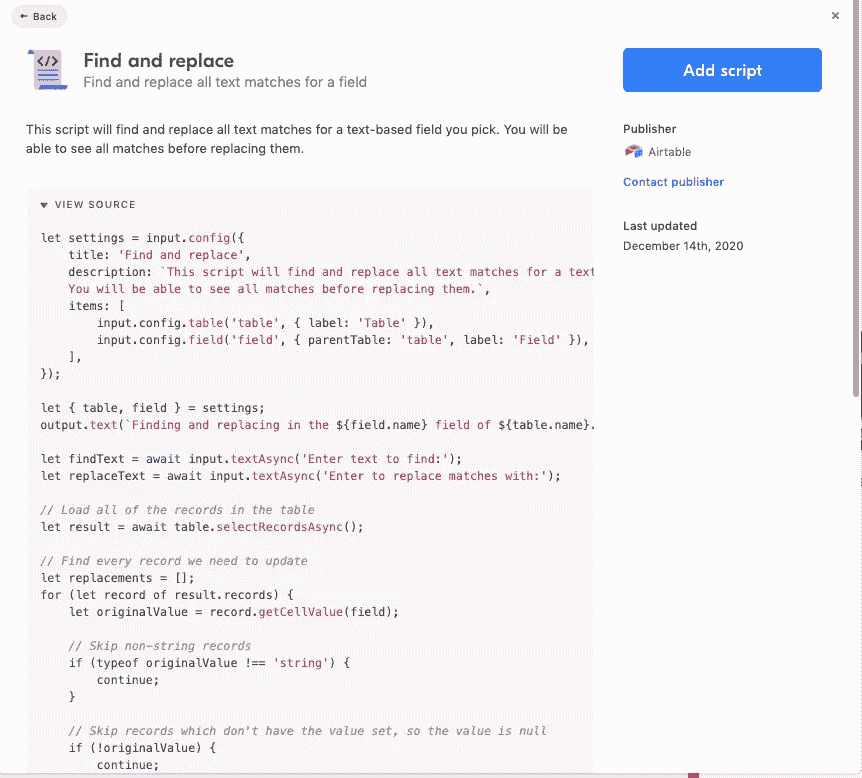 ← Back
×
</>
Find and replace
Find and replace all text matches for a field
Add script
This script will find and replace all text matches for a text-based field you pick. You will be
able to see all matches before replacing them.
Publisher
Airtable
Contact publisher
Last updated
December 14th, 2020
▼ VIEW SOURCE
let settings = input.config({
    title: 'Find and replace',
    description: `This script will find and replace all text matches for a text
    You will be able to see all matches before replacing them.`,
    items: [
        input.config.table('table', { label: 'Table' }),
        input.config.field('field', { parentTable: 'table', label: 'Field' }),
    ],
});
let { table, field } = settings;
output.text(`Finding and replacing in the ${field.name} field of ${table.name}.
let findText = await input.textAsync('Enter text to find:');
let replaceText = await input.textAsync('Enter to replace matches with:');
// Load all of the records in the table
let result = await table.selectRecordsAsync();
// Find every record we need to update
let replacements = [];
for (let record of result.records) {
    let originalValue = record.getCellValue(field);
    // Skip non-string records
    if (typeof originalValue !== 'string') {
        continue;
    }
    // Skip records which don't have the value set, so the value is null
    if (!originalValue) {
        continue;